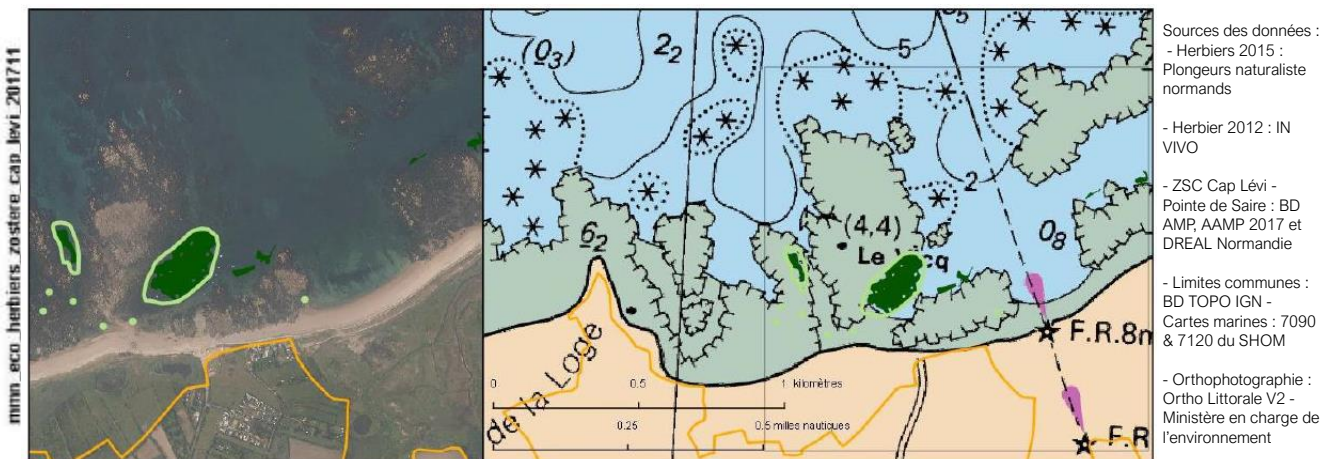 mmn_eco_herbiers_zostere_cap_levi_201711
(0₃)
2₂
5
2
6₂
(4,4)
0₈
de la Loge
F.R.8m
F.R
0 0.5 1 kilomètres
0.25 0.5 milles nautiques
Sources des données :
- Herbiers 2015 :
Plongeurs naturaliste
normands
- Herbier 2012 : IN
VIVO
- ZSC Cap Lévi -
Pointe de Saire : BD
AMP, AAMP 2017 et
DREAL Normandie
- Limites communes :
BD TOPO IGN -
Cartes marines : 7090
& 7120 du SHOM
- Orthophotographie :
Ortho Littorale V2 -
Ministère en charge de
l'environnement